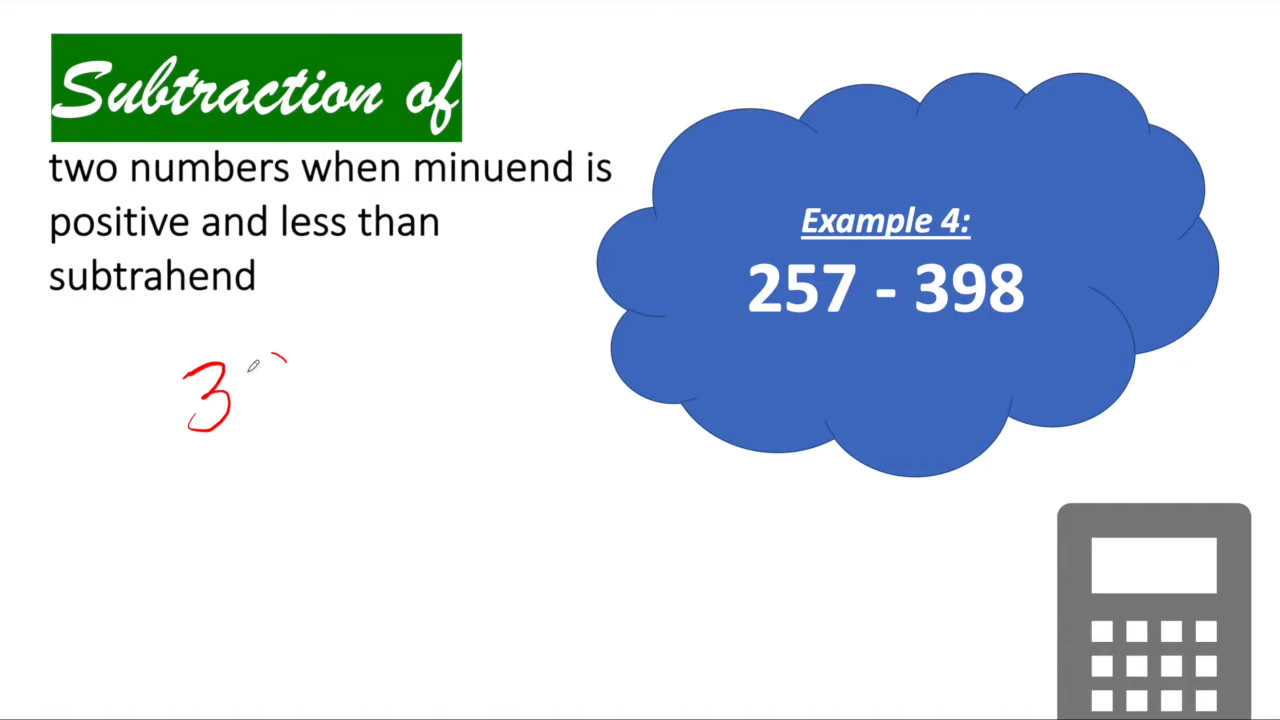 Subtraction of
two numbers when minuend is
positive and less than
subtrahend
Example 4:
257 - 398
3